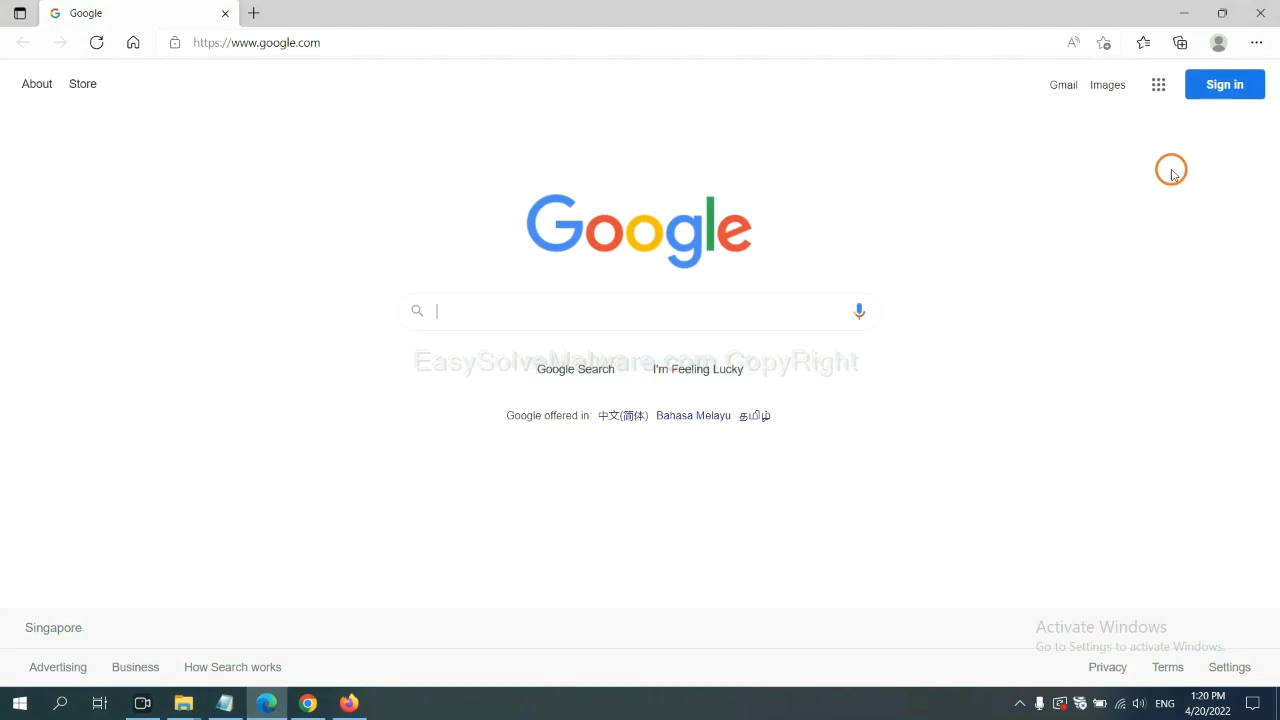 Google
https://www.google.com
About Store
Gmail Images Sign in
Google
EasySolveMalware.com CopyRight
Google Search I'm Feeling Lucky
Google offered in: 中文(简体) Bahasa Melayu தமிழ்
Singapore
Activate Windows
Go to Settings to activate Windows.
Advertising Business How Search works
Privacy Terms Settings
ENG
1:20 PM
4/20/2022